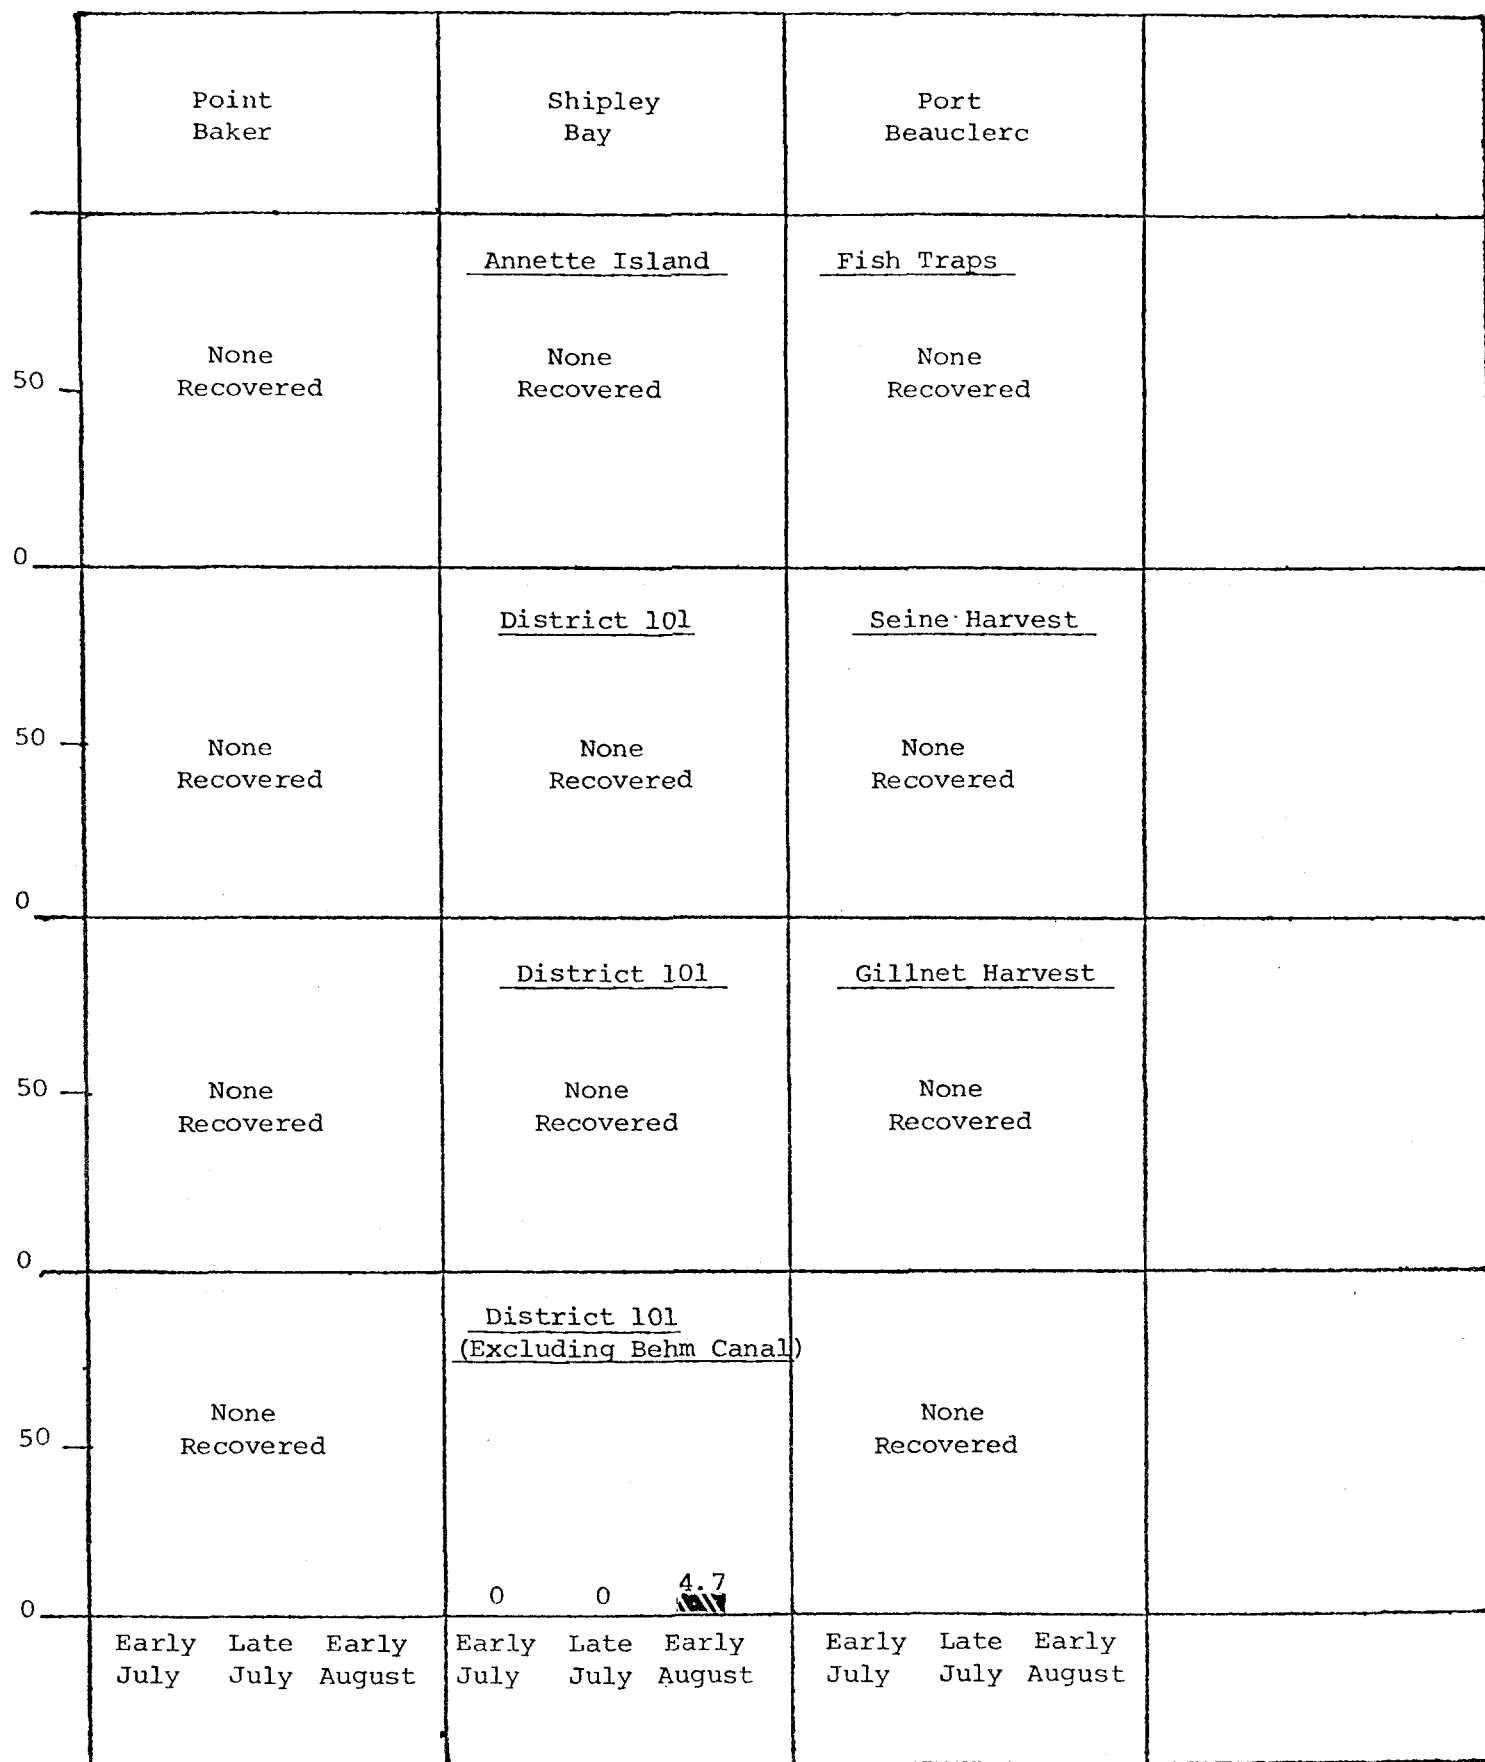 Point Baker
Shipley Bay
Port Beauclerc
Annette Island
Fish Traps
50
None Recovered
None Recovered
None Recovered
0
District 101
Seine Harvest
50
None Recovered
None Recovered
None Recovered
0
District 101
Gillnet Harvest
50
None Recovered
None Recovered
None Recovered
0
District 101
(Excluding Behm Canal)
50
None Recovered
None Recovered
0
0
0
4.7
Early July
Late July
Early August
Early July
Late July
Early August
Early July
Late July
Early August